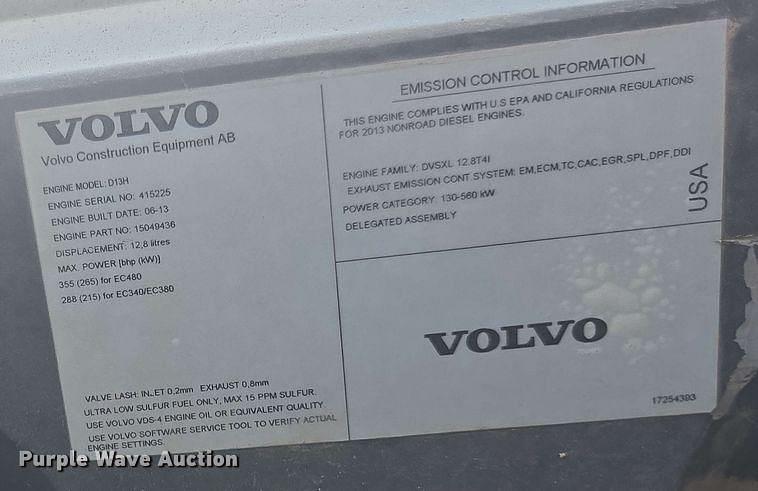 VOLVO
Volvo Construction Equipment AB
ENGINE MODEL: D13H
ENGINE SERIAL NO: 415225
ENGINE BUILT DATE: 06-13
ENGINE PART NO: 15049436
DISPLACEMENT: 12,8 litres
MAX. POWER [bhp (kW)]
355 (265) for EC480
288 (215) for EC340/EC380
VALVE LASH: INLET 0,2mm EXHAUST 0,8mm
ULTRA LOW SULFUR FUEL ONLY, MAX 15 PPM SULFUR.
USE VOLVO VDS-4 ENGINE OIL OR EQUIVALENT QUALITY.
USE VOLVO SOFTWARE SERVICE TOOL TO VERIFY ACTUAL
ENGINE SETTINGS.
EMISSION CONTROL INFORMATION
THIS ENGINE COMPLIES WITH U.S EPA AND CALIFORNIA REGULATIONS
FOR 2013 NONROAD DIESEL ENGINES.
ENGINE FAMILY: DVSXL 12.8T4I
EXHAUST EMISSION CONT SYSTEM: EM,ECM,TC,CAC,EGR,SPL,DPF,DDI
POWER CATEGORY: 130-560 kW
DELEGATED ASSEMBLY
USA
VOLVO
17254393
Purple Wave Auction